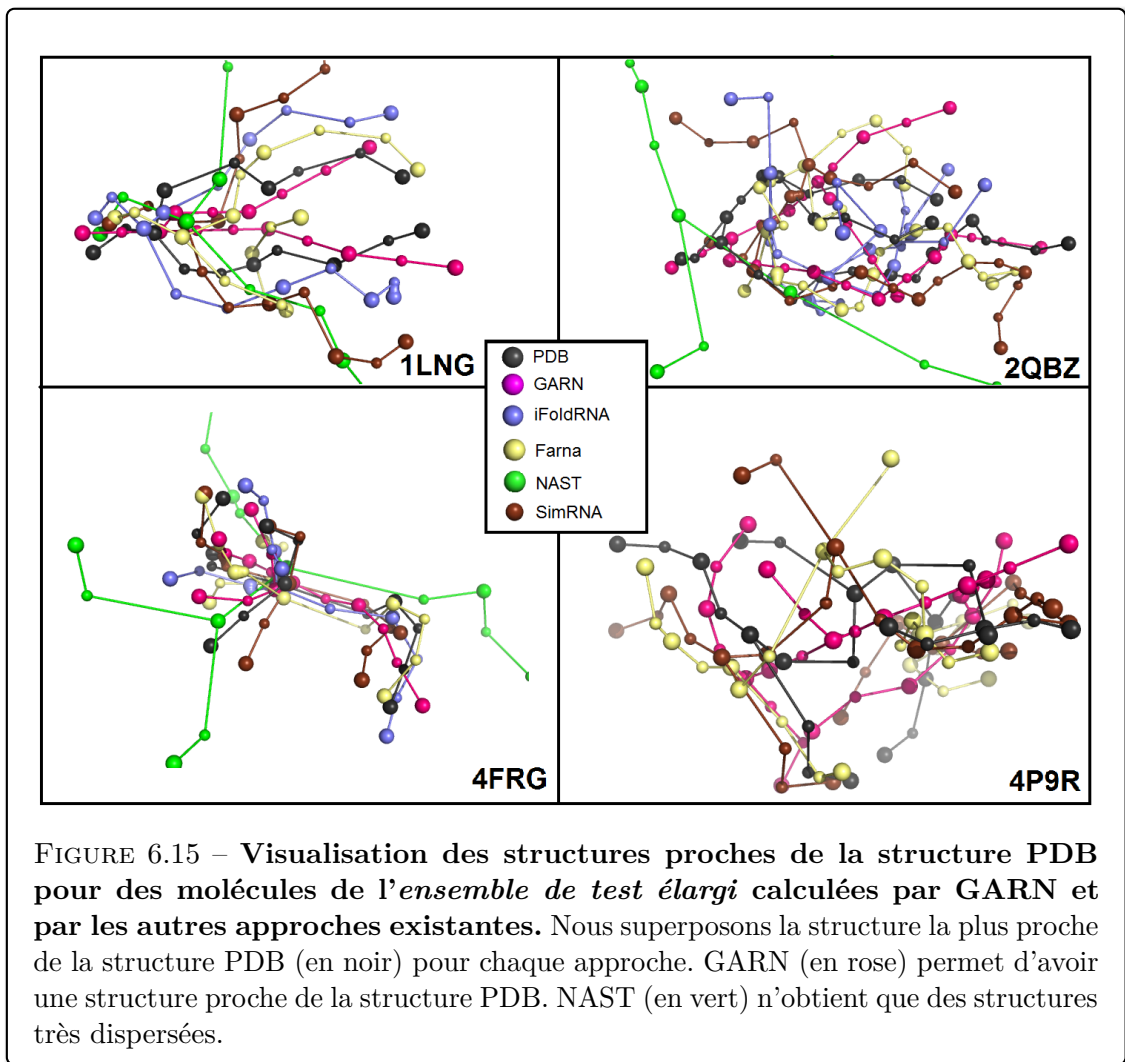 1LNG
2QBZ
PDB
GARN
iFoldRNA
Farna
NAST
SimRNA
4FRG
4P9R
FIGURE 6.15 – Visualisation des structures proches de la structure PDB
pour des molécules de l'ensemble de test élargi calculées par GARN et
par les autres approches existantes. Nous superposons la structure la plus proche
de la structure PDB (en noir) pour chaque approche. GARN (en rose) permet d'avoir
une structure proche de la structure PDB. NAST (en vert) n'obtient que des structures
très dispersées.